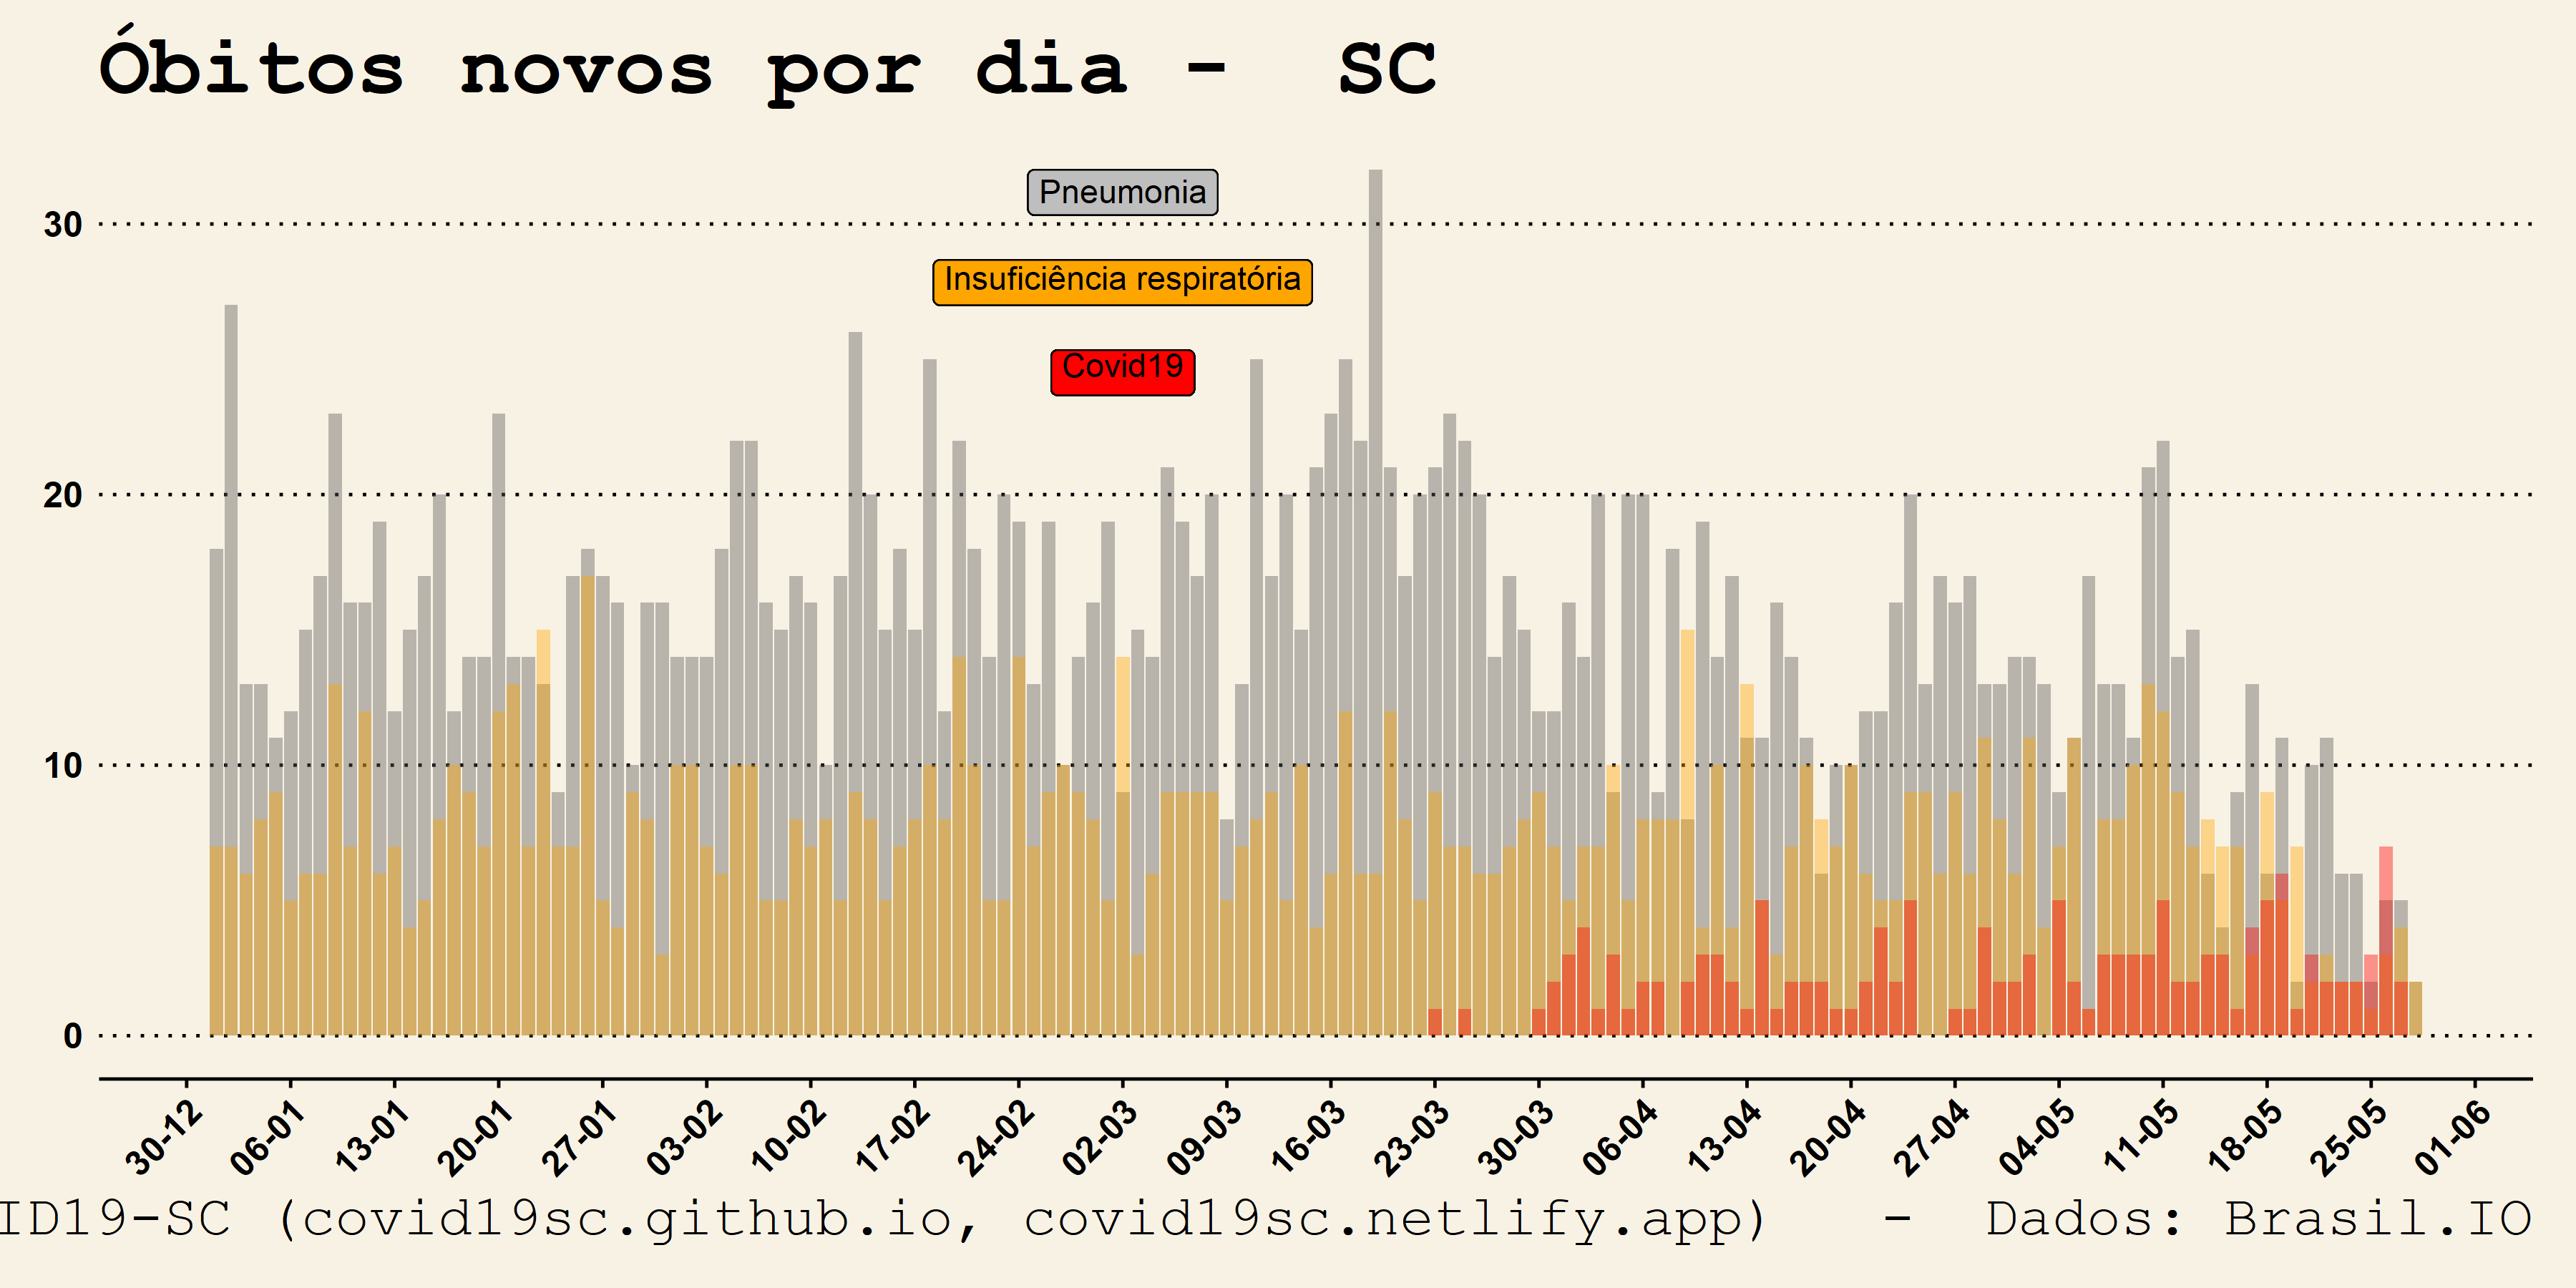 Óbitos novos por dia - SC
Pneumonia
Insuficiência respiratória
Covid19
30
20
10
0
30-12 06-01 13-01 20-01 27-01 03-02 10-02 17-02 24-02 02-03 09-03 16-03 23-03 30-03 06-04 13-04 20-04 27-04 04-05 11-05 18-05 25-05 01-06
ID19-SC (covid19sc.github.io, covid19sc.netlify.app) - Dados: Brasil.IO